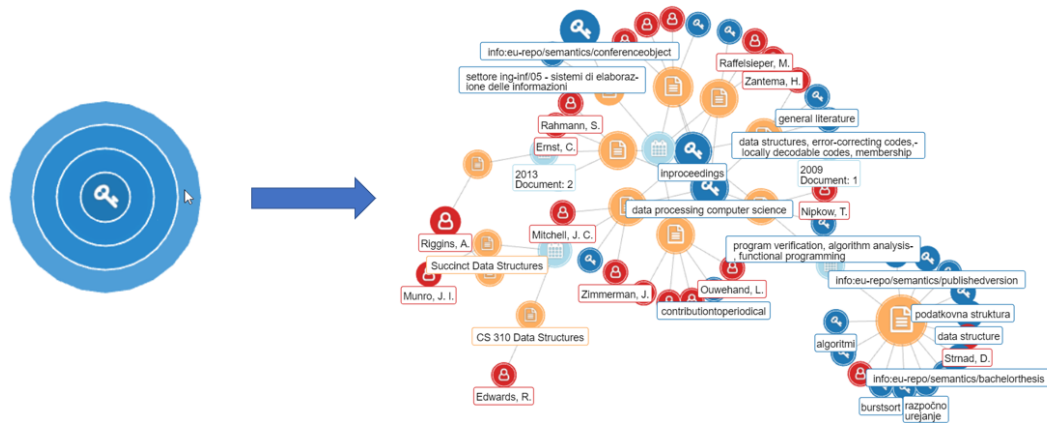 info:eu-repo/semantics/conferenceobject
settore ing-inf/05 - sistemi di elabora-
zione delle informazioni
Raffelsieper, M.
Zantema, H.
general literature
Rahmann, S.
Ernst, C.
data structures, error-correcting codes,-
locally decodable codes, membership
2013
Document: 2
inproceedings
2009
Document: 1
data processing computer science
Nipkow, T.
Riggins, A.
Mitchell, J. C.
program verification, algorithm analysis-
, functional programming
Succinct Data Structures
Munro, J. I.
Zimmerman, J.
Ouwehand, L.
info:eu-repo/semantics/publishedversion
contributiontoperiodical
podatkovna struktura
CS 310 Data Structures
algoritmi
data structure
Strnad, D.
info:eu-repo/semantics/bachelorthesis
Edwards, R.
burstsort
razpočno
urejanje